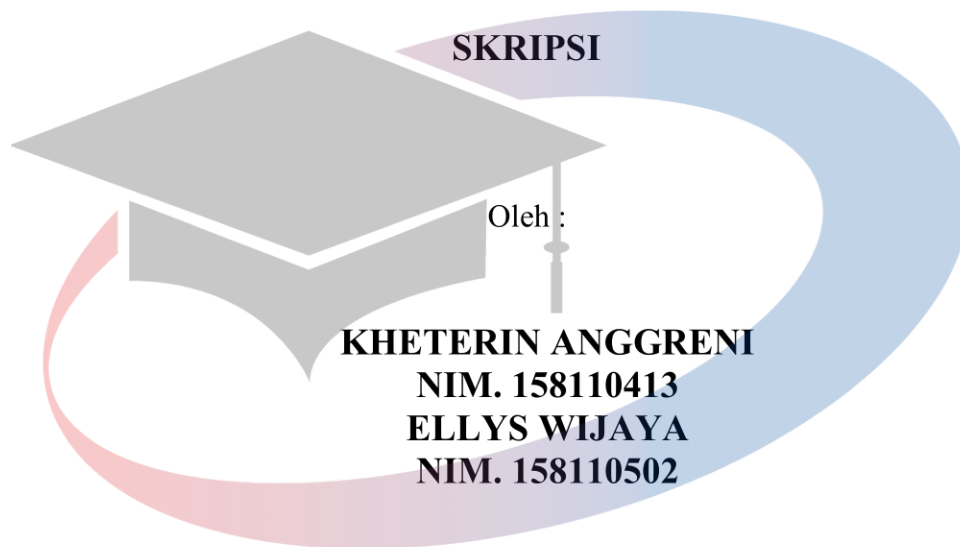 SKRIPSI
Oleh :
KHETERIN ANGGRENI
NIM. 158110413
ELLYS WIJAYA
NIM. 158110502